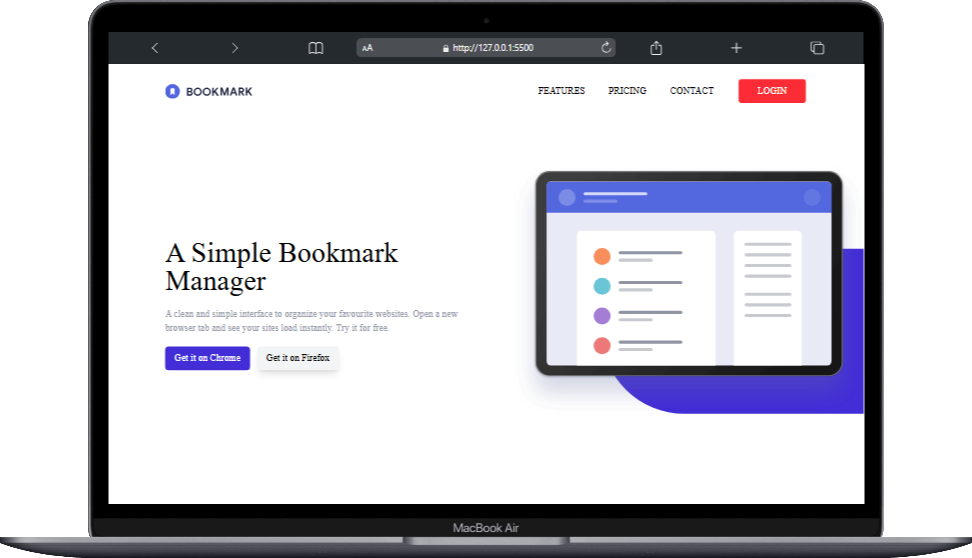 AA
http://127.0.0.1:5500
BOOKMARK
FEATURES
PRICING
CONTACT
LOGIN
A Simple Bookmark
Manager
A clean and simple interface to organize your favourite websites. Open a new
browser tab and see your sites load instantly. Try it for free.
Get it on Chrome
Get it on Firefox
MacBook Air